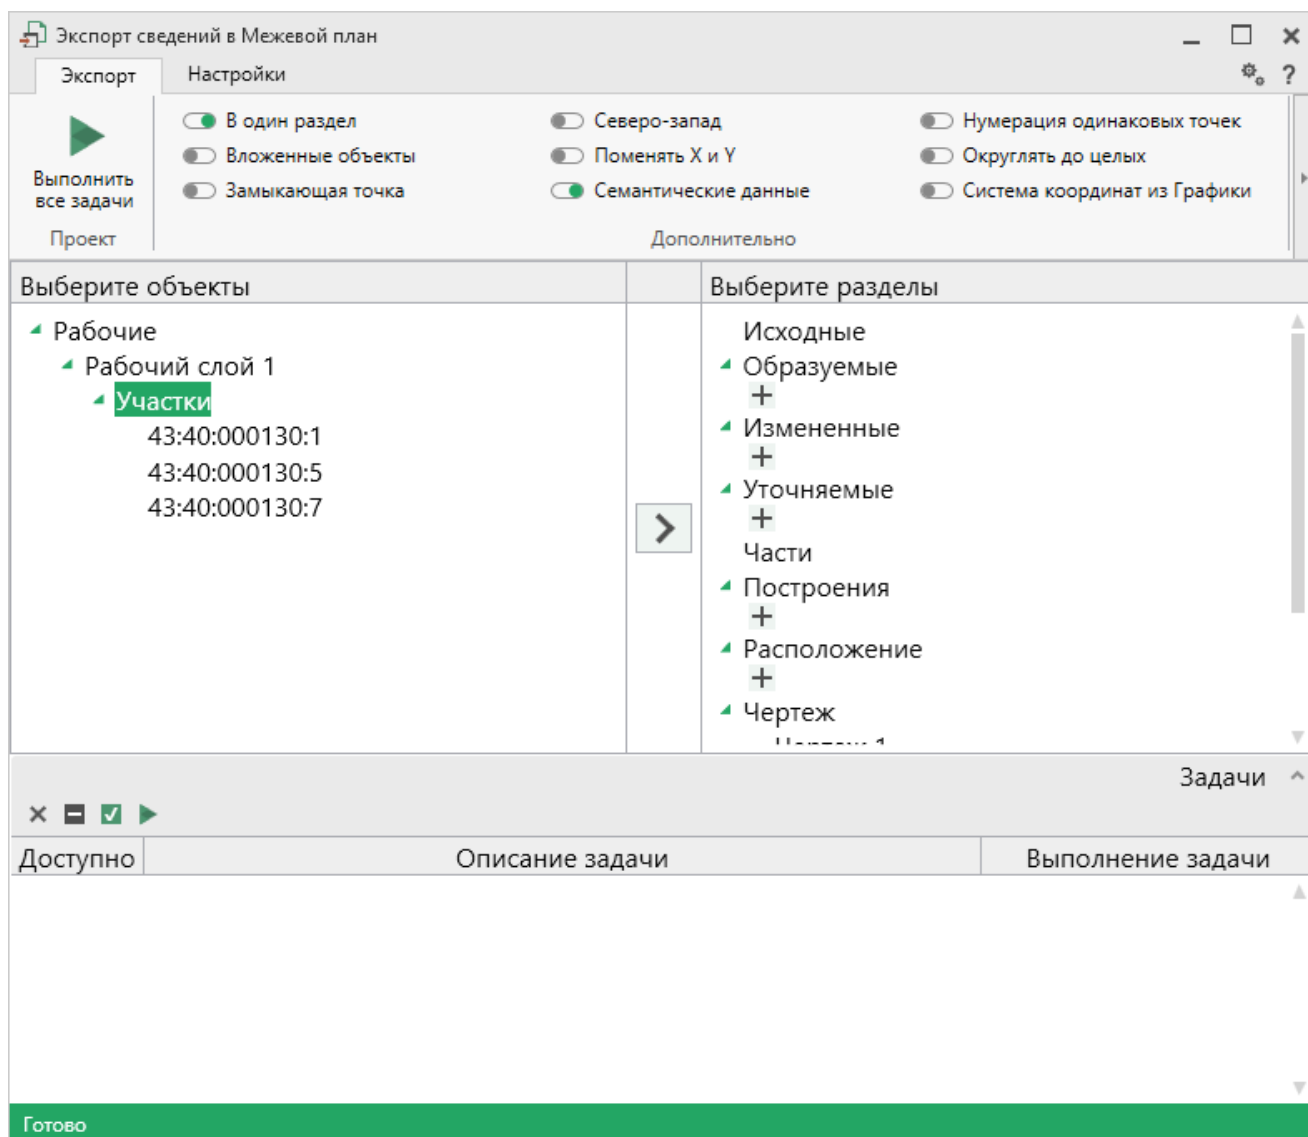 Экспорт сведений в Межевой план
Экспорт
Настройки
?
Выполнить
все задачи
Проект
В один раздел
Вложенные объекты
Замыкающая точка
Северо-запад
Поменять X и Y
Семантические данные
Нумерация одинаковых точек
Округлять до целых
Система координат из Графики
Дополнительно
Выберите объекты
Рабочие
Рабочий слой 1
Участки
43:40:000130:1
43:40:000130:5
43:40:000130:7
Выберите разделы
Исходные
Образуемые
Измененные
Уточняемые
Части
Построения
Расположение
Чертеж
Чертеж 1
Задачи
Доступно
Описание задачи
Выполнение задачи
Готово